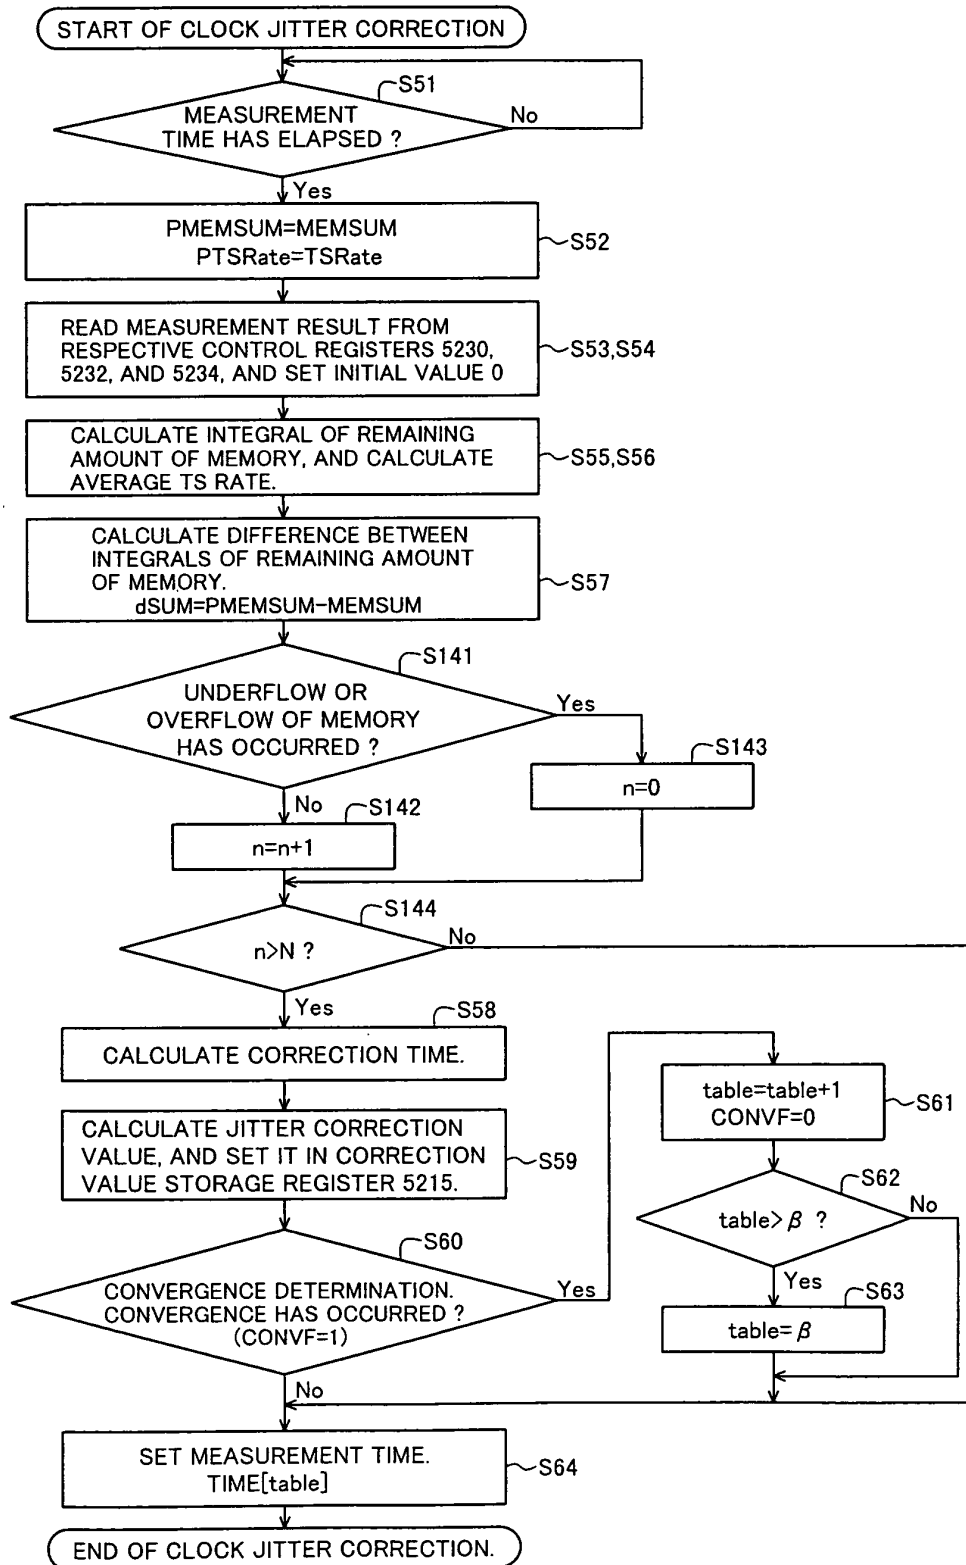 START OF CLOCK JITTER CORRECTION
S51
MEASUREMENT
TIME HAS ELAPSED ?
No
Yes
PMEMSUM=MEMSUM
PTSRate=TSRate
S52
READ MEASUREMENT RESULT FROM
RESPECTIVE CONTROL REGISTERS 5230,
5232, AND 5234, AND SET INITIAL VALUE 0
S53,S54
CALCULATE INTEGRAL OF REMAINING
AMOUNT OF MEMORY, AND CALCULATE
AVERAGE TS RATE.
S55,S56
CALCULATE DIFFERENCE BETWEEN
INTEGRALS OF REMAINING AMOUNT
OF MEMORY.
dSUM=PMEMSUM-MEMSUM
S57
S141
UNDERFLOW OR
OVERFLOW OF MEMORY
HAS OCCURRED ?
Yes
S143
n=0
No
S142
n=n+1
S144
n>N ?
No
Yes
S58
CALCULATE CORRECTION TIME.
CALCULATE JITTER CORRECTION
VALUE, AND SET IT IN CORRECTION
VALUE STORAGE REGISTER 5215.
S59
S60
CONVERGENCE DETERMINATION.
CONVERGENCE HAS OCCURRED ?
(CONVF=1)
Yes
No
table=table+1
CONVF=0
S61
S62
table>β ?
No
Yes
S63
table=β
SET MEASUREMENT TIME.
TIME[table]
S64
END OF CLOCK JITTER CORRECTION.